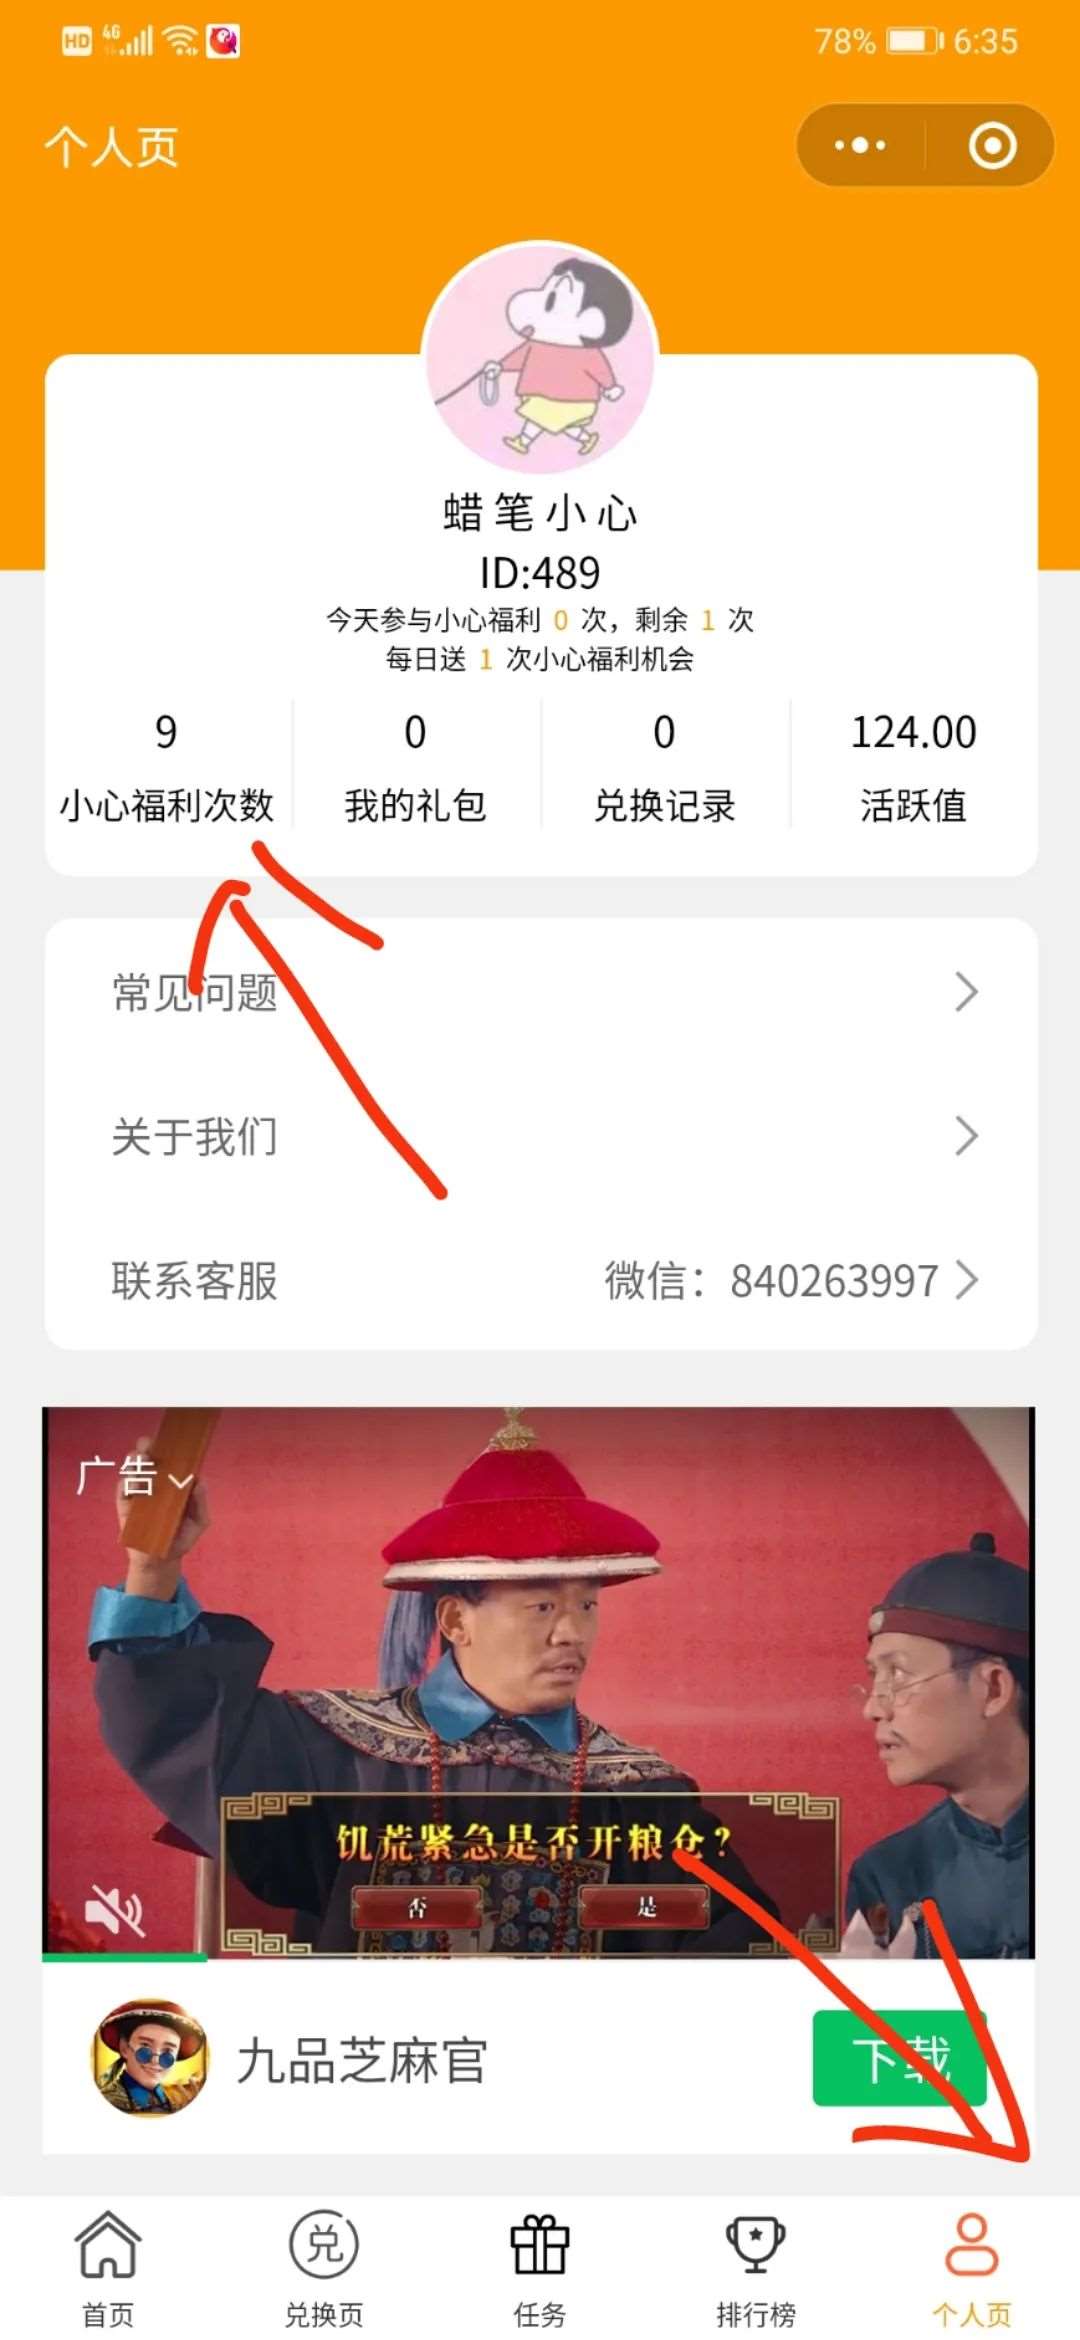 HD 4G 78% 6:35
个人页
蜡笔小心
ID:489
今天参与小心福利 0 次，剩余 1 次
每日送 1 次小心福利机会
9 0 0 124.00
小心福利次数 我的礼包 兑换记录 活跃值
常见问题
关于我们
联系客服 微信：840263997
广告
饥荒紧急是否开粮仓？
否 是
九品芝麻官 下载
兑
首页 兑换页 任务 排行榜 个人页